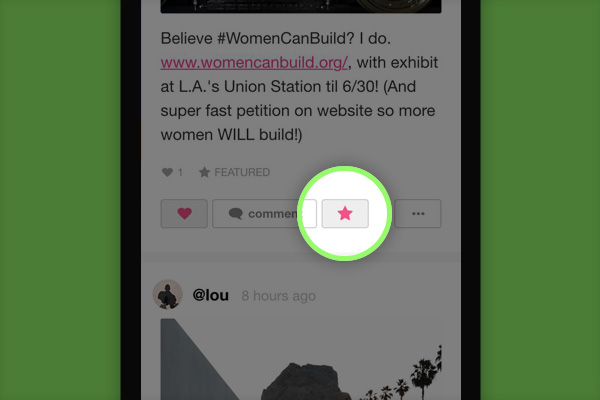 Believe #WomenCanBuild? I do.
www.womencanbuild.org/, with exhibit
at L.A.'s Union Station til 6/30! (And
super fast petition on website so more
women WILL build!)
1 FEATURED
commen
@lou 8 hours ago